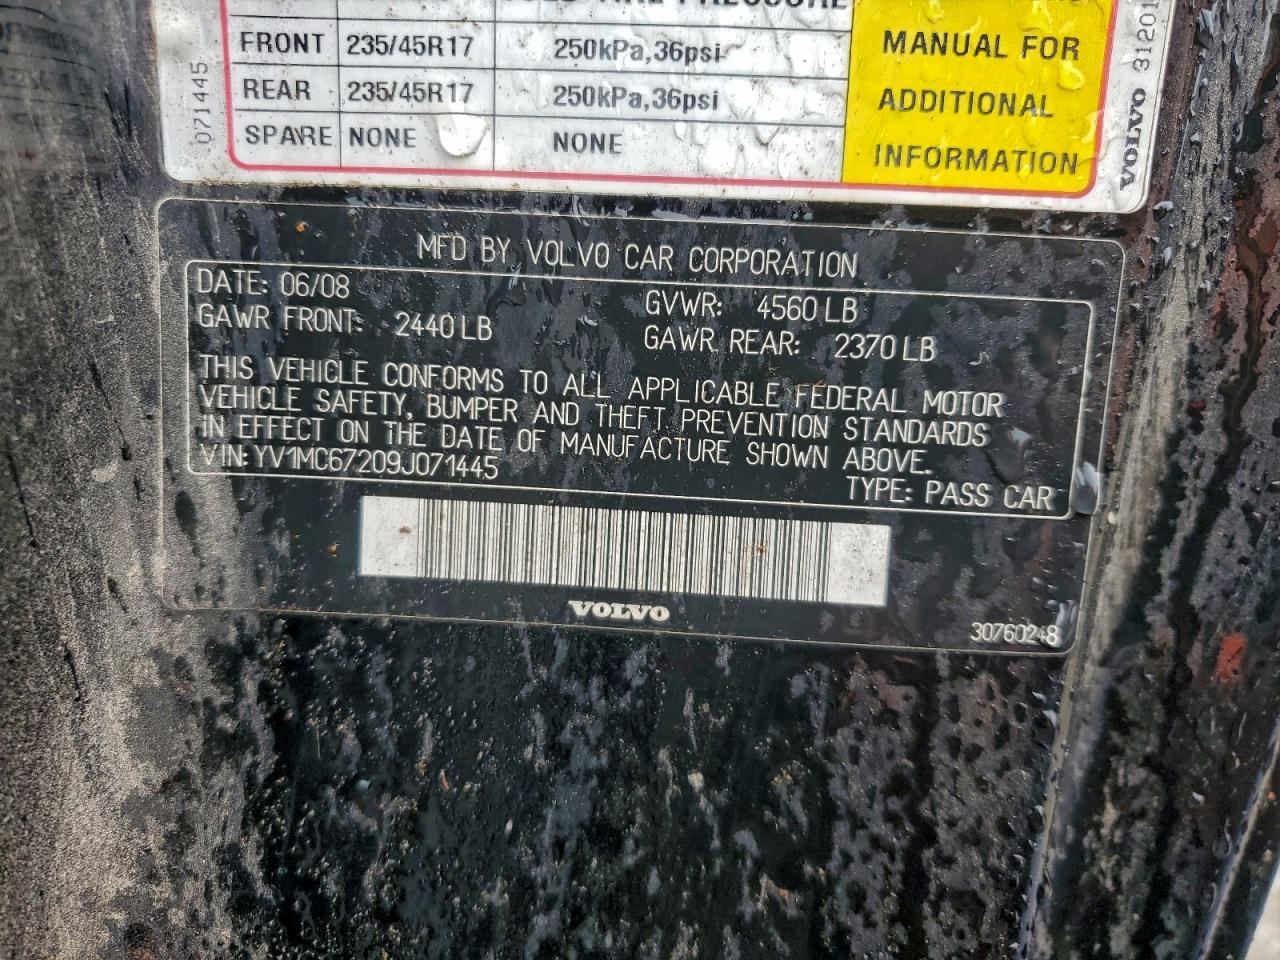 TIRE PRESSURE
FRONT 235/45R17 250kPa,36psi
REAR 235/45R17 250kPa,36psi
SPARE NONE NONE
MANUAL FOR
ADDITIONAL
INFORMATION
071445
VOLVO 31201
MFD BY VOLVO CAR CORPORATION
DATE: 06/08 GVWR: 4560 LB
GAWR FRONT: 2440 LB GAWR REAR: 2370 LB
THIS VEHICLE CONFORMS TO ALL APPLICABLE FEDERAL MOTOR
VEHICLE SAFETY, BUMPER AND THEFT PREVENTION STANDARDS
IN EFFECT ON THE DATE OF MANUFACTURE SHOWN ABOVE.
VIN: YV1MC67209J071445
TYPE: PASS CAR
VOLVO
30760248